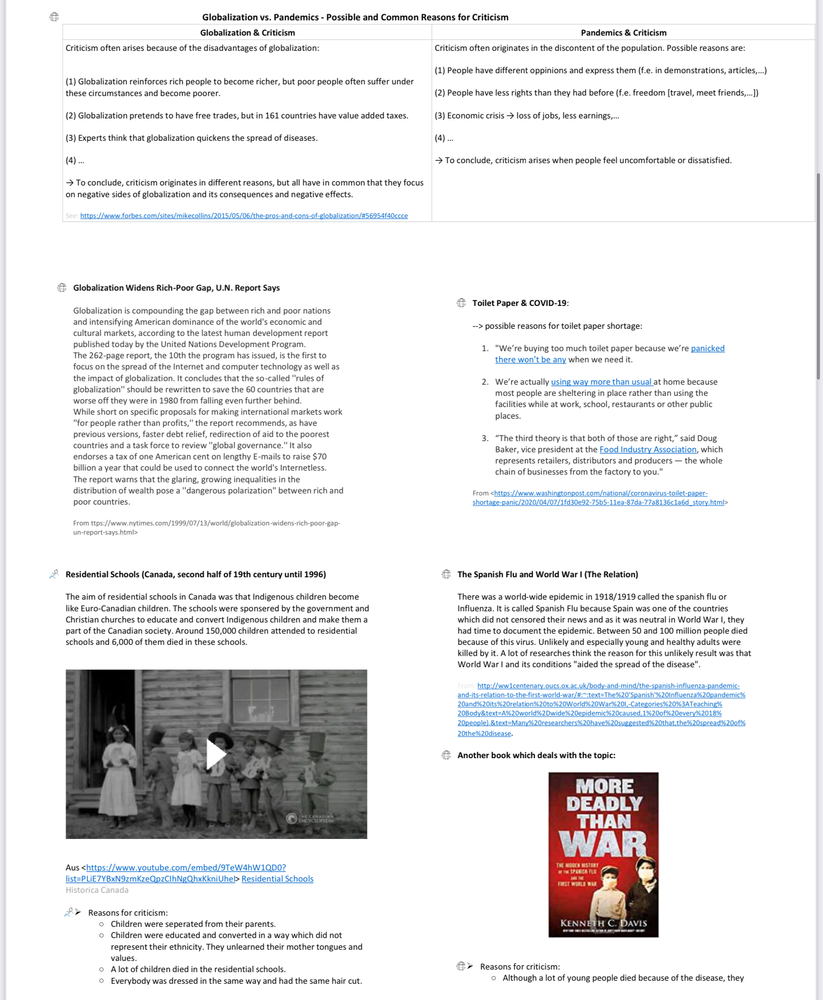 Globalization vs. Pandemics - Possible and Common Reasons for Criticism
Globalization & Criticism
Pandemics & Criticism
Criticism often arises because of the disadvantages of globalization:
(1) Globalization reinforces rich people to become richer, but poor people often suffer under
these circumstances and become poorer.
(2) Globalization pretends to have free trades, but in 161 countries have value added taxes.
(3) Experts think that globalization quickens the spread of diseases.
(4) ...
→ To conclude, criticism originates in different reasons, but all have in common that they focus
on negative sides of globalization and its consequences and negative effects.
See: https://www.forbes.com/sites/mikecollins/2015/05/06/the-pros-and-cons-of-globalization/#56954f40ccce
Criticism often originates in the discontent of the population. Possible reasons are:
(1) People have different oppinions and express them (f.e. in demonstrations, articles,...)
(2) People have less rights than they had before (f.e. freedom [travel, meet friends,...])
(3) Economic crisis → loss of jobs, less earnings,...
(4) ...
→ To conclude, criticism arises when people feel uncomfortable or dissatisfied.
Globalization Widens Rich-Poor Gap, U.N. Report Says
Globalization is compounding the gap between rich and poor nations
and intensifying American dominance of the world's economic and
cultural markets, according to the latest human development report
published today by the United Nations Development Program.
The 262-page report, the 10th the program has issued, is the first to
focus on the spread of the Internet and computer technology as well as
the impact of globalization. It concludes that the so-called ''rules of
globalization'' should be rewritten to save the 60 countries that are
worse off they were in 1980 from falling even further behind.
While short on specific proposals for making international markets work
''for people rather than profits,'' the report recommends, as have
previous versions, faster debt relief, redirection of aid to the poorest
countries and a task force to review ''global governance.'' It also
endorses a tax of one American cent on lengthy E-mails to raise $70
billion a year that could be used to connect the world's Internetless.
The report warns that the glaring, growing inequalities in the
distribution of wealth pose a ''dangerous polarization'' between rich and
poor countries.
From ttps://www.nytimes.com/1999/07/13/world/globalization-widens-rich-poor-gap-
un-report-says.html>
Toilet Paper & COVID-19:
--> possible reasons for toilet paper shortage:
1. "We're buying too much toilet paper because we're panicked
there won't be any when we need it.
2. We're actually using way more than usual at home because
most people are sheltering in place rather than using the
facilities while at work, school, restaurants or other public
places.
3. “The third theory is that both of those are right,” said Doug
Baker, vice president at the Food Industry Association, which
represents retailers, distributors and producers — the whole
chain of businesses from the factory to you."
From <https://www.washingtonpost.com/national/coronavirus-toilet-paper-
shortage-panic/2020/04/07/1fd30e92-75b5-11ea-87da-77a8136c1a6d_story.html>
Residential Schools (Canada, second half of 19th century until 1996)
The aim of residential schools in Canada was that Indigenous children become
like Euro-Canadian children. The schools were sponsered by the government and
Christian churches to educate and convert Indigenous children and make them a
part of the Canadian society. Around 150,000 children attended to residential
schools and 6,000 of them died in these schools.
THE CANADIAN
ENCYCLOPEDIA
Aus <https://www.youtube.com/embed/9TeW4hW1QD0?
list=PLiE7YBxN9zmKzeQpzCIhNgQhxKkniUhel> Residential Schools
Historica Canada
Reasons for criticism:
Children were seperated from their parents.
Children were educated and converted in a way which did not
represent their ethnicity. They unlearned their mother tongues and
values.
A lot of children died in the residential schools.
Everybody was dressed in the same way and had the same hair cut.
The Spanish Flu and World War I (The Relation)
There was a world-wide epidemic in 1918/1919 called the spanish flu or
Influenza. It is called Spanish Flu because Spain was one of the countries
which did not censored their news and as it was neutral in World War I, they
had time to document the epidemic. Between 50 and 100 million people died
because of this virus. Unlikely and especially young and healthy adults were
killed by it. A lot of researches think the reason for this unlikely result was that
World War I and its conditions "aided the spread of the disease".
From: http://ww1centenary.oucs.ox.ac.uk/body-and-mind/the-spanish-influenza-pandemic-
and-its-relation-to-the-first-world-war/#:~:text=The%20'Spanish'%20Influenza%20pandemic%
20and%20its%20relation%20to%20World%20War%20I,-Categories%20%3ATeaching%
20Body&text=A%20world%2Dwide%20epidemic%20caused,1%20of%20every%2018%
20people).&text=Many%20researchers%20have%20suggested%20that,the%20spread%20of%
20the%20disease.
Another book which deals with the topic:
MORE
DEADLY
THAN
WAR
THE HIDDEN HISTORY
OF THE SPANISH FLU
AND THE
FIRST WORLD WAR
KENNETH C. DAVIS
Reasons for criticism:
Although a lot of young people died because of the disease, they